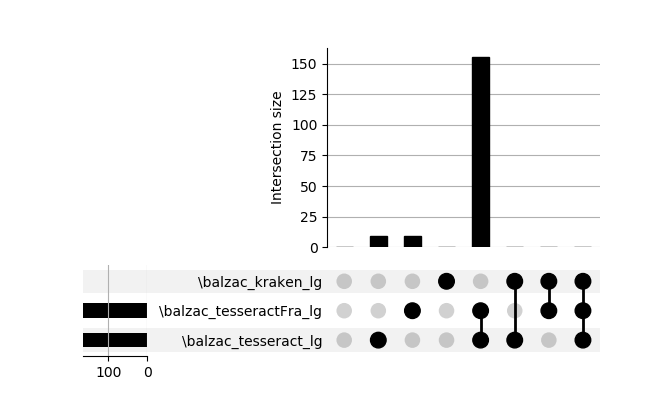 150
125
100
75
50
25
0
Intersection size
\balzac_kraken_lg
\balzac_tesseractFra_lg
\balzac_tesseract_lg
100 0